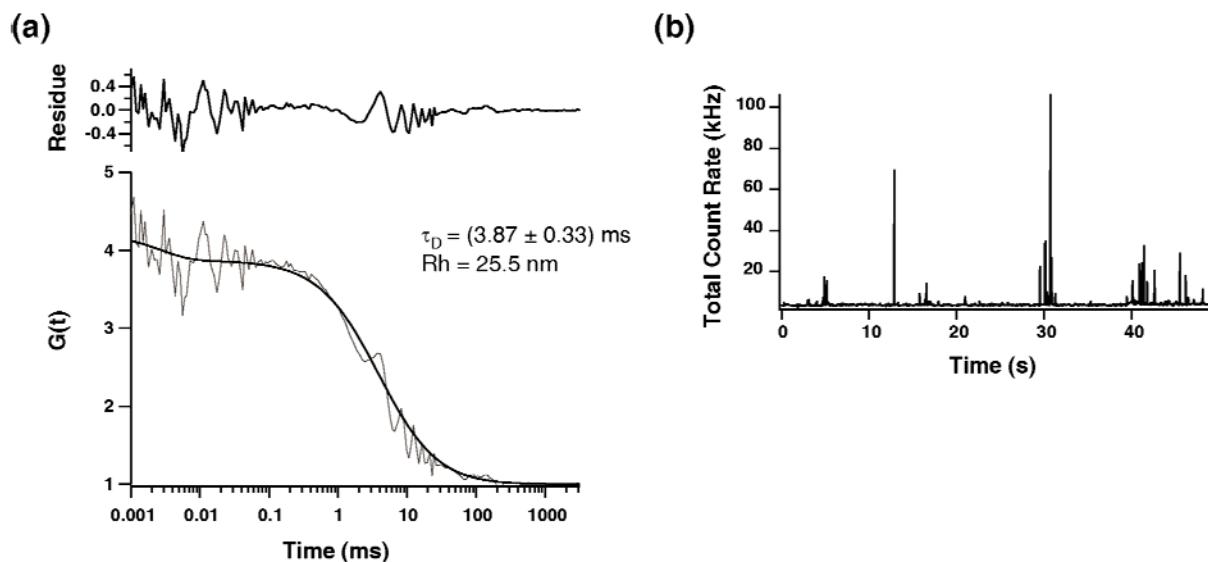 (a)
(b)
Residue
0.4
0.0
-0.4
G(t)
5
4
3
2
1
τD = (3.87 ± 0.33) ms
Rh = 25.5 nm
0.001 0.01 0.1 1 10 100 1000
Time (ms)
Total Count Rate (kHz)
100
80
60
40
20
0 10 20 30 40
Time (s)